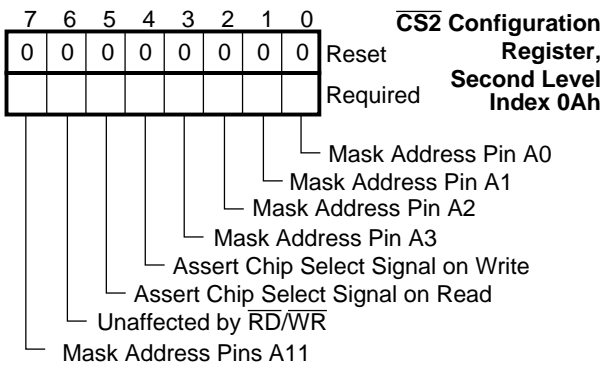 7 6 5 4 3 2 1 0
CS2 Configuration
Register,
Second Level
Index 0Ah
0 0 0 0 0 0 0 0 Reset
Required
Mask Address Pin A0
Mask Address Pin A1
Mask Address Pin A2
Mask Address Pin A3
Assert Chip Select Signal on Write
Assert Chip Select Signal on Read
Unaffected by RD/WR
Mask Address Pins A11